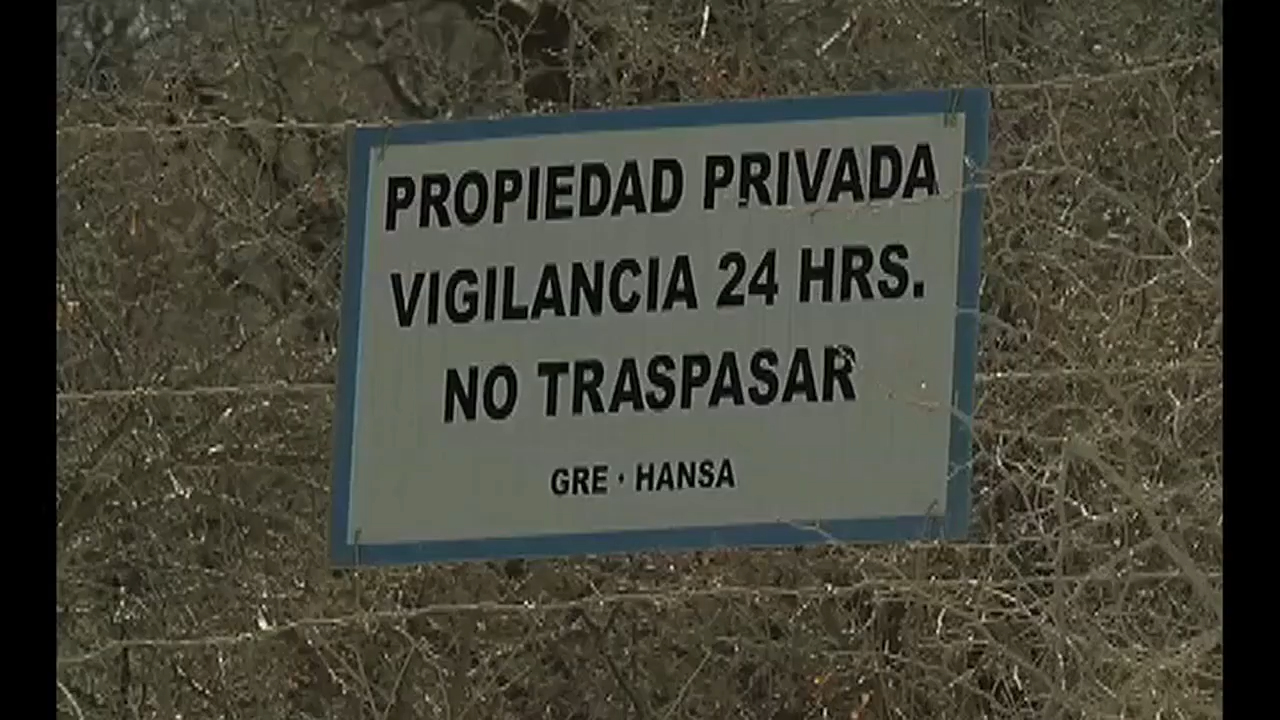 PROPIEDAD PRIVADA
VIGILANCIA 24 HRS.
NO TRASPASAR
GRE · HANSA